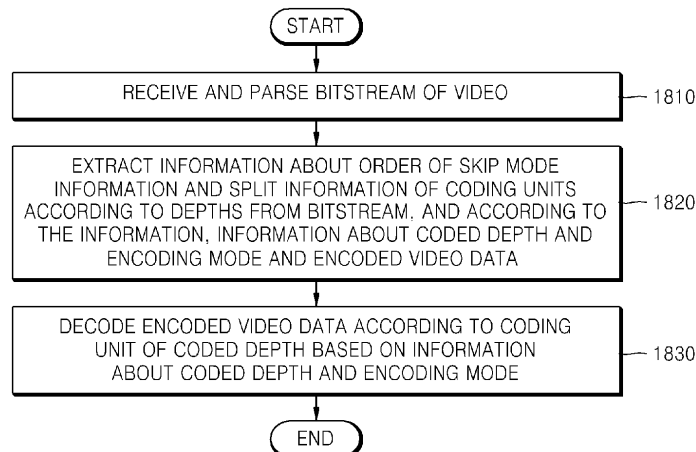 START
RECEIVE AND PARSE BITSTREAM OF VIDEO
1810
EXTRACT INFORMATION ABOUT ORDER OF SKIP MODE
INFORMATION AND SPLIT INFORMATION OF CODING UNITS
ACCORDING TO DEPTHS FROM BITSTREAM, AND ACCORDING TO
THE INFORMATION, INFORMATION ABOUT CODED DEPTH AND
ENCODING MODE AND ENCODED VIDEO DATA
1820
DECODE ENCODED VIDEO DATA ACCORDING TO CODING
UNIT OF CODED DEPTH BASED ON INFORMATION
ABOUT CODED DEPTH AND ENCODING MODE
1830
END